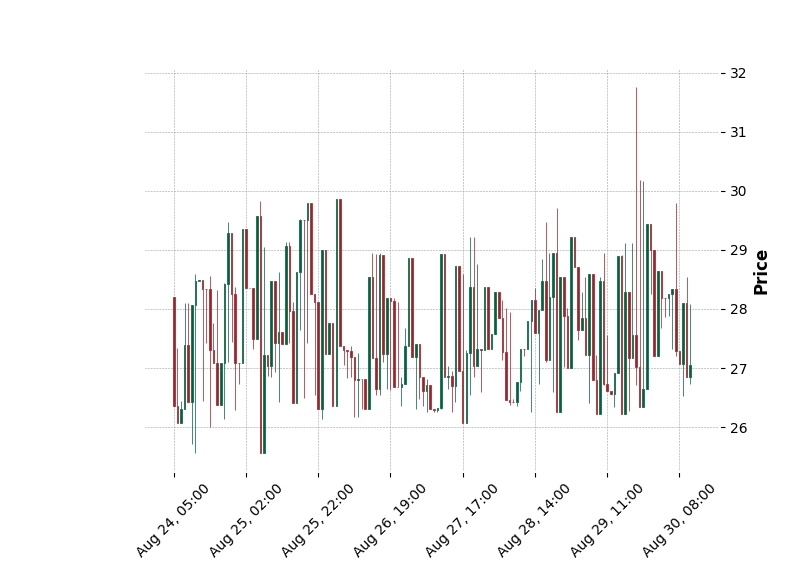 32
31
30
29
28
27
26
Price
Aug 24, 05:00
Aug 25, 02:00
Aug 25, 22:00
Aug 26, 19:00
Aug 27, 17:00
Aug 28, 14:00
Aug 29, 11:00
Aug 30, 08:00